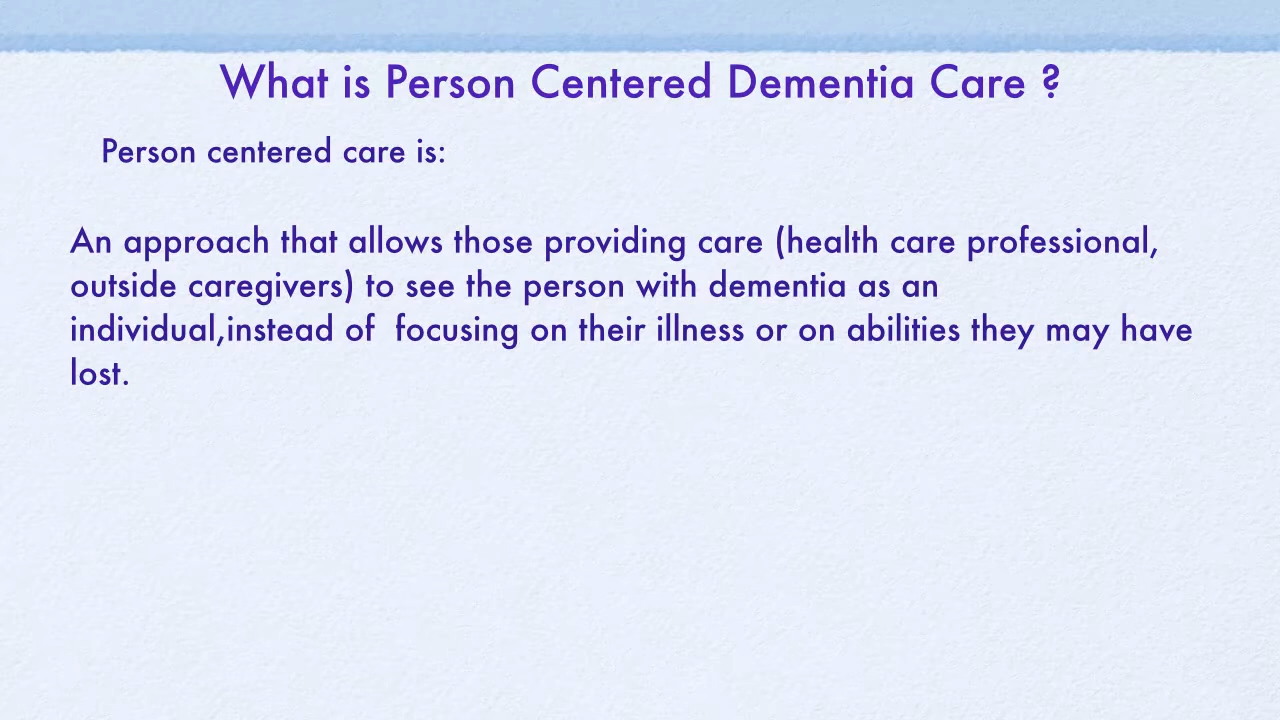 What is Person Centered Dementia Care ?
Person centered care is:
An approach that allows those providing care (health care professional,
outside caregivers) to see the person with dementia as an
individual,instead of  focusing on their illness or on abilities they may have
lost.